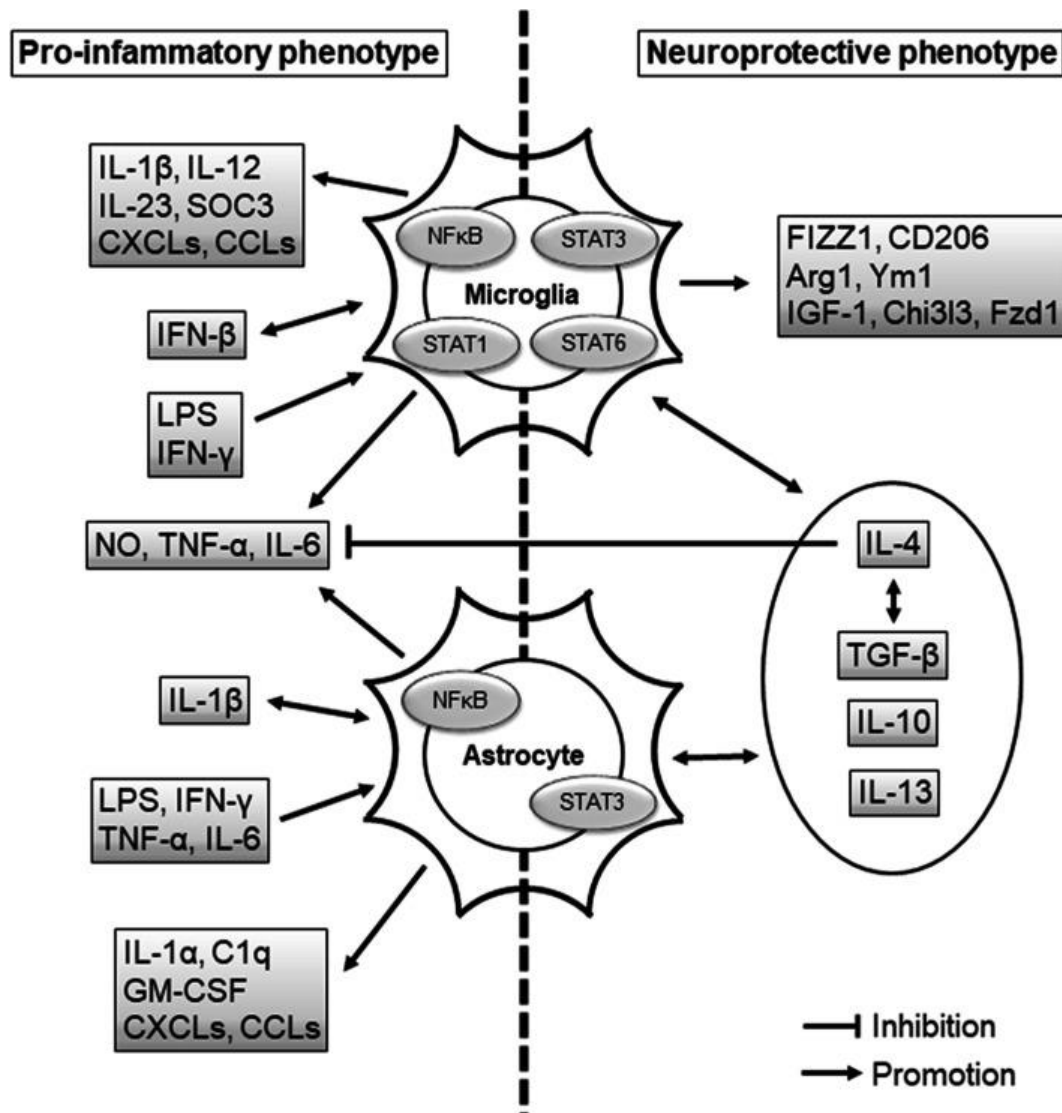 Pro-infammatory phenotype
Neuroprotective phenotype
IL-1β, IL-12
IL-23, SOC3
CXCLs, CCLs
NFκB
STAT3
FIZZ1, CD206
Arg1, Ym1
IGF-1, Chi3l3, Fzd1
Microglia
IFN-β
STAT1
STAT6
LPS
IFN-γ
NO, TNF-α, IL-6
IL-4
TGF-β
IL-1β
NFκB
IL-10
Astrocyte
IL-13
LPS, IFN-γ
TNF-α, IL-6
STAT3
IL-1α, C1q
GM-CSF
CXCLs, CCLs
Inhibition
Promotion